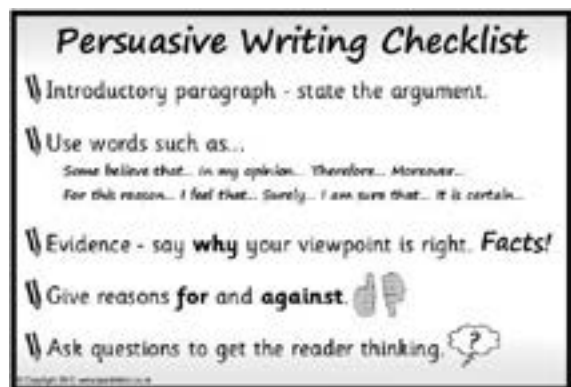 Persuasive Writing Checklist
Introductory paragraph - state the argument.
Use words such as...
Some believe that... In my opinion... Therefore... Moreover...
For this reason... I feel that... Surely... I am sure that... It is certain...
Evidence - say why your viewpoint is right. Facts!
Give reasons for and against.
Ask questions to get the reader thinking. ?
© Copyright